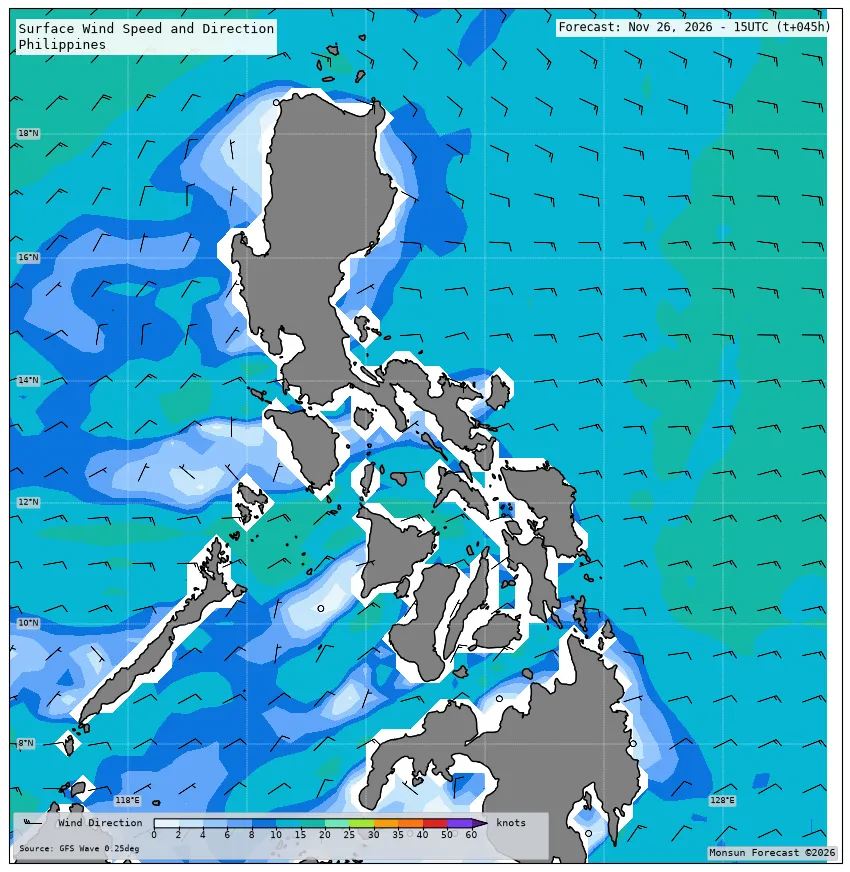 Surface Wind Speed and Direction
Philippines
Forecast: Nov 26, 2026 - 15UTC (t+045h)
18°N
16°N
14°N
12°N
10°N
8°N
118°E
128°E
Wind Direction
knots
0 2 4 6 8 10 15 20 25 30 35 40 50 60
Source: GFS Wave 0.25deg
Monsun Forecast ©2026